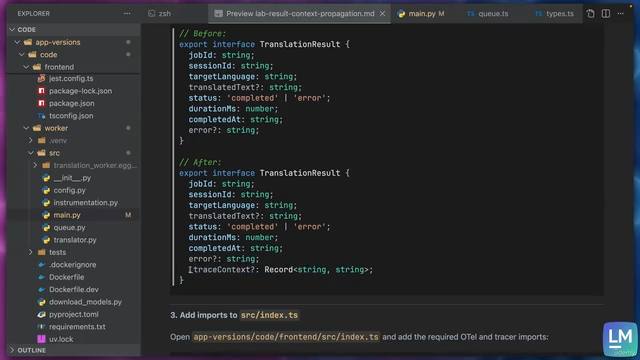 EXPLORER
zsh
Preview lab-result-context-propagation.md
main.py
M
queue.ts
types.ts
CODE
app-versions
code
frontend
jest.config.ts
package-lock.json
package.json
tsconfig.json
worker
.venv
src
translation_worker.egg...
__init__.py
config.py
instrumentation.py
main.py
M
queue.py
translator.py
tests
.dockerignore
Dockerfile
Dockerfile.dev
download_models.py
pyproject.toml
requirements.txt
uv.lock
OUTLINE
// Before:
export interface TranslationResult {
jobId: string;
sessionId: string;
targetLanguage: string;
translatedText?: string;
status: 'completed' | 'error';
durationMs: number;
completedAt: string;
error?: string;
}
// After:
export interface TranslationResult {
jobId: string;
sessionId: string;
targetLanguage: string;
translatedText?: string;
status: 'completed' | 'error';
durationMs: number;
completedAt: string;
error?: string;
traceContext?: Record<string, string>;
}
3. Add imports to src/index.ts
Open app-versions/code/frontend/src/index.ts and add the required OTel and tracer imports:
LM
udemy